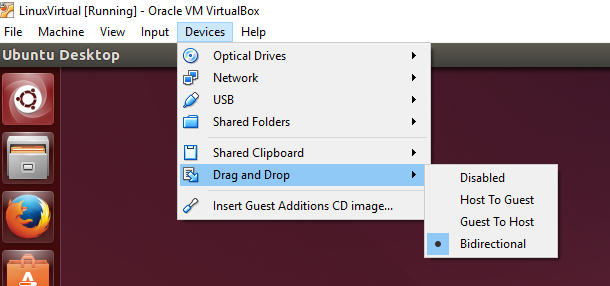 LinuxVirtual [Running] - Oracle VM VirtualBox
File Machine View Input Devices Help
Ubuntu Desktop
Optical Drives
Network
USB
Shared Folders
Shared Clipboard
Drag and Drop
Insert Guest Additions CD image...
Disabled
Host To Guest
Guest To Host
Bidirectional